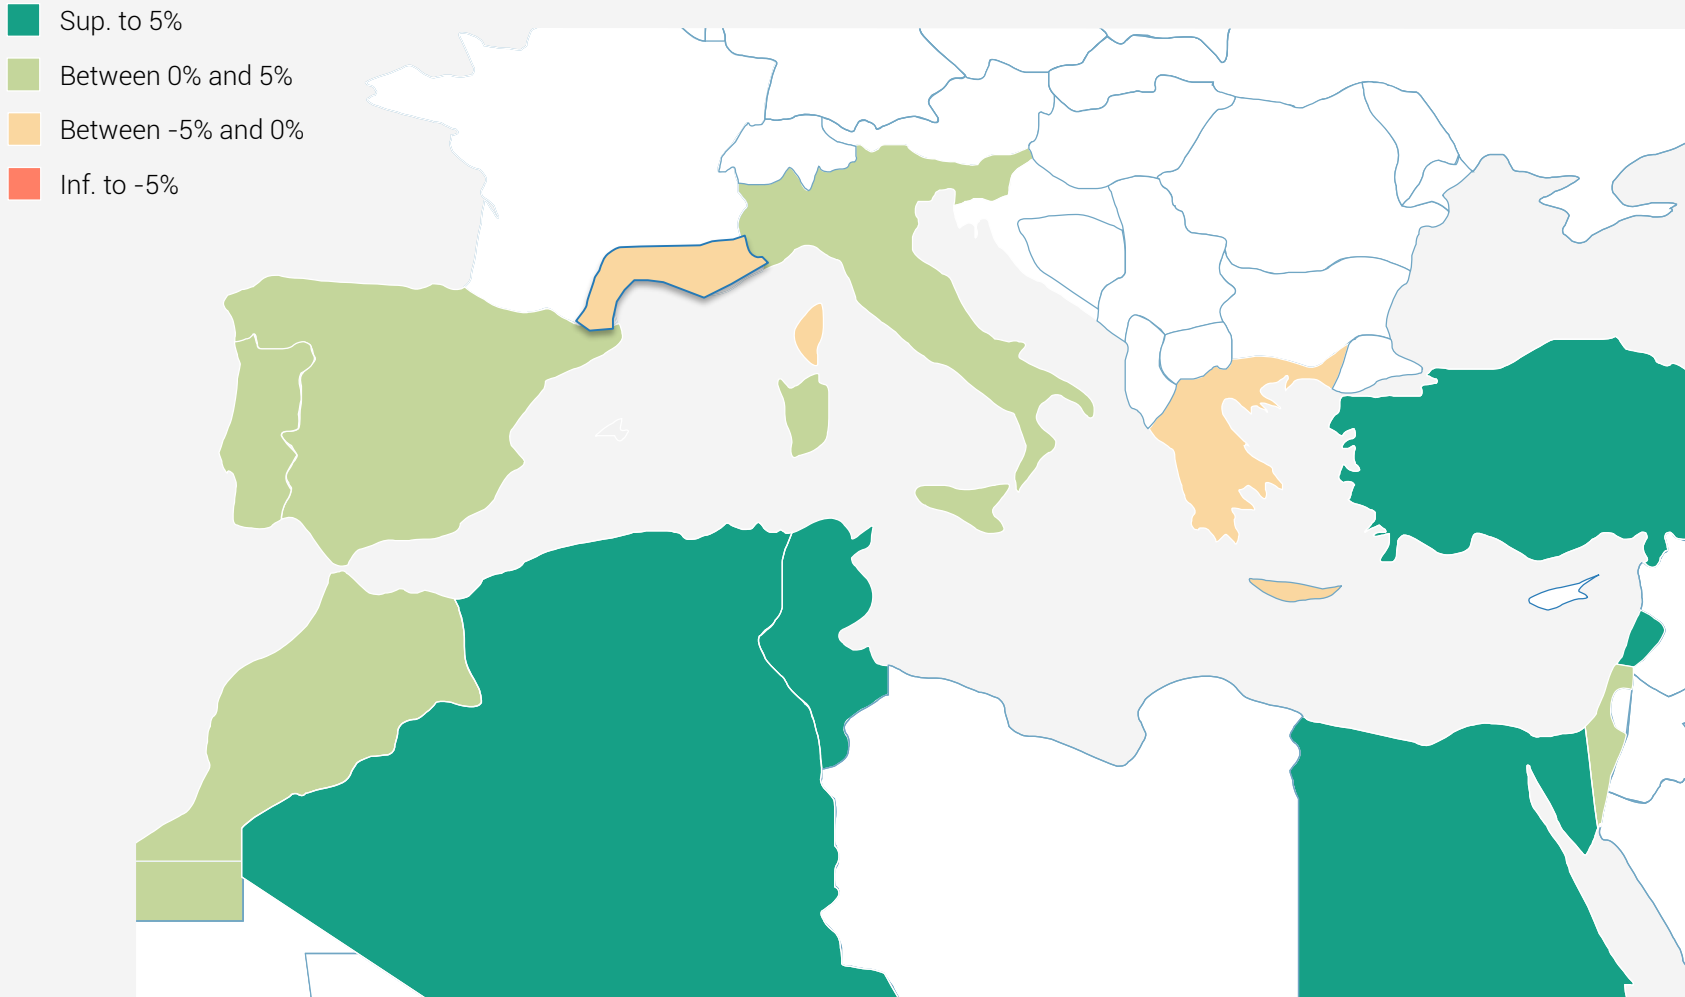 Sup. to 5%
Between 0% and 5%
Between -5% and 0%
Inf. to -5%